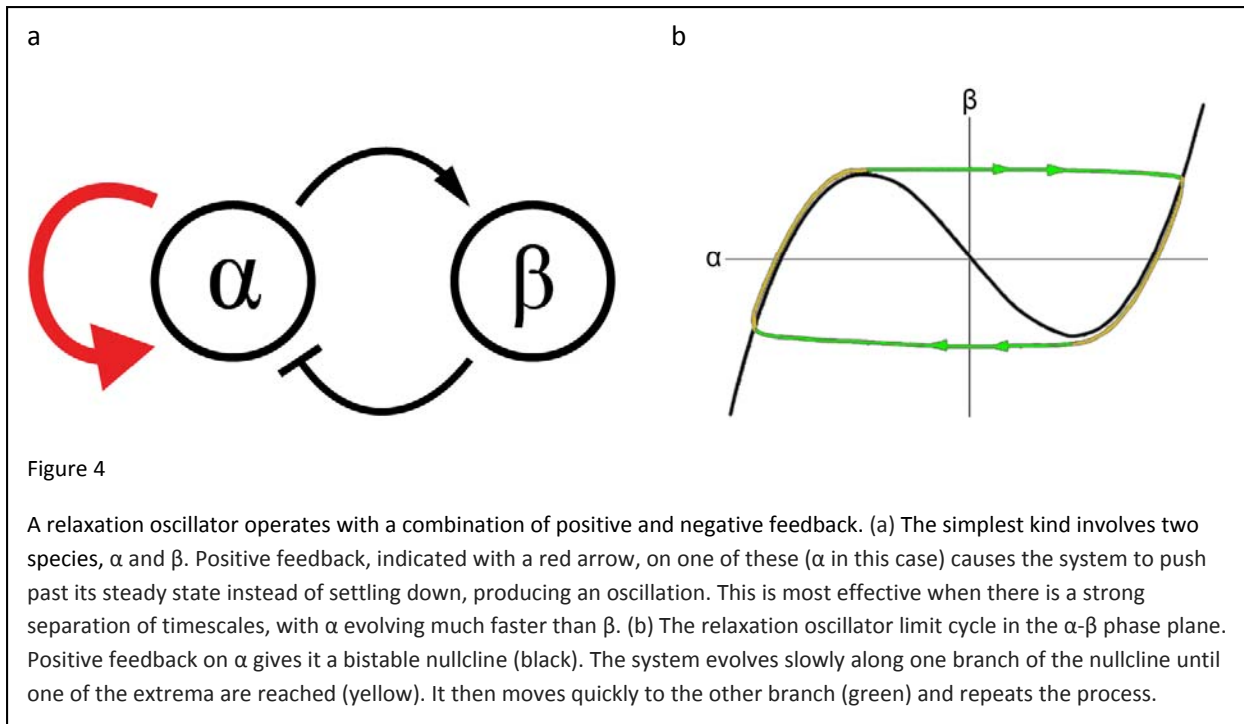 a
b
α
β
β
α
Figure 4
A relaxation oscillator operates with a combination of positive and negative feedback. (a) The simplest kind involves two
species, α and β. Positive feedback, indicated with a red arrow, on one of these (α in this case) causes the system to push
past its steady state instead of settling down, producing an oscillation. This is most effective when there is a strong
separation of timescales, with α evolving much faster than β. (b) The relaxation oscillator limit cycle in the α-β phase plane.
Positive feedback on α gives it a bistable nullcline (black). The system evolves slowly along one branch of the nullcline until
one of the extrema are reached (yellow). It then moves quickly to the other branch (green) and repeats the process.